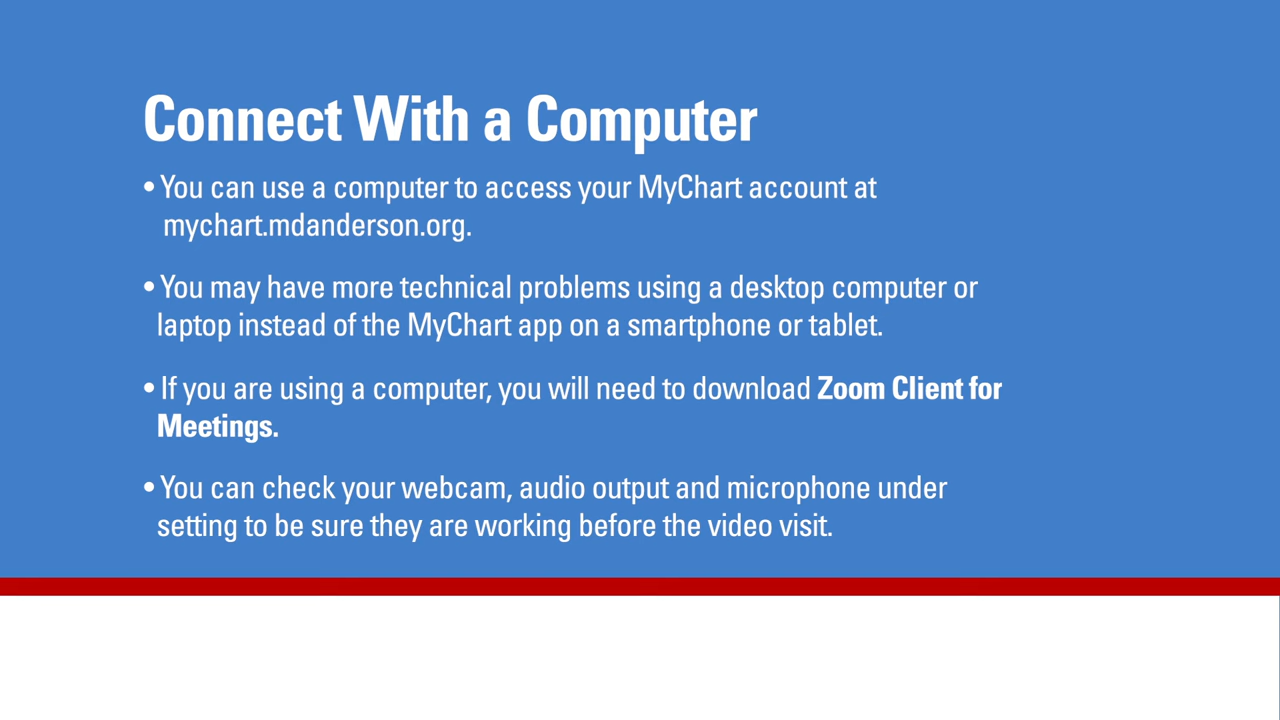 Connect With a Computer
• You can use a computer to access your MyChart account at
mychart.mdanderson.org.
• You may have more technical problems using a desktop computer or
laptop instead of the MyChart app on a smartphone or tablet.
• If you are using a computer, you will need to download Zoom Client for
Meetings.
• You can check your webcam, audio output and microphone under
setting to be sure they are working before the video visit.